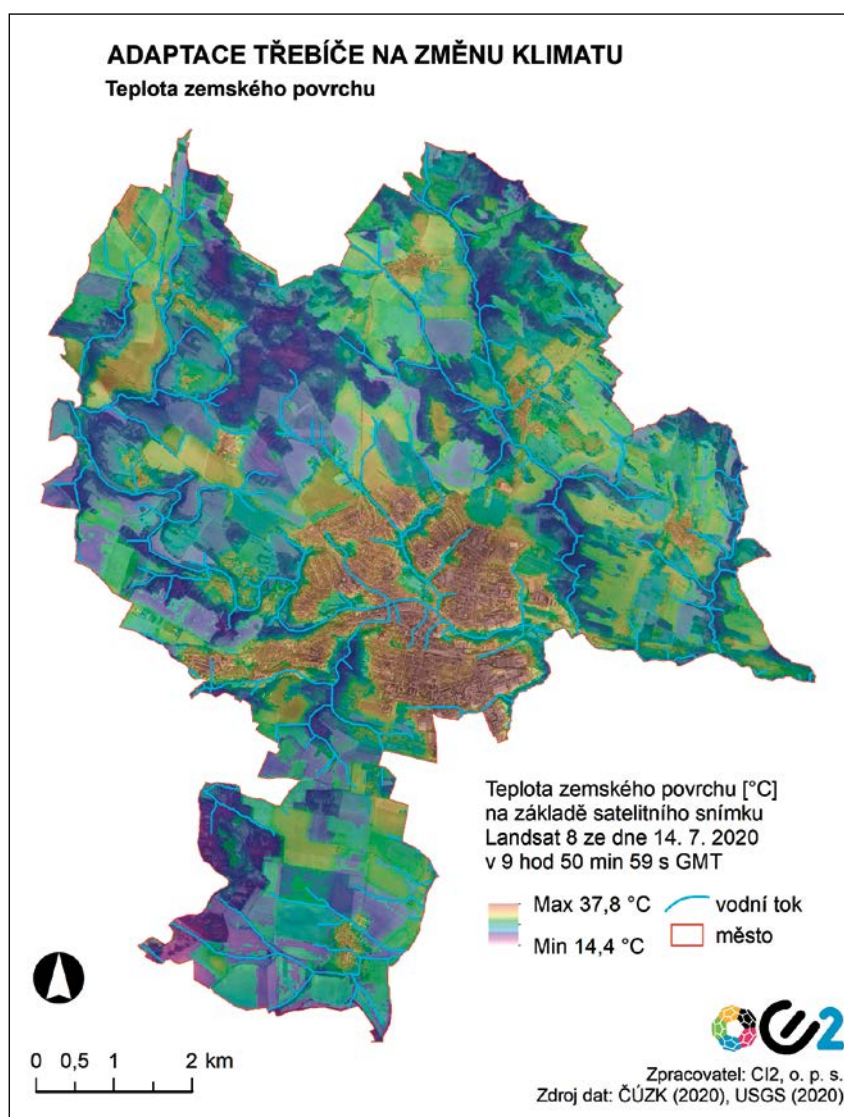 ADAPTACE TŘEBÍČE NA ZMĚNU KLIMATU
Teplota zemského povrchu
Teplota zemského povrchu [°C]
na základě satelitního snímku
Landsat 8 ze dne 14. 7. 2020
v 9 hod 50 min 59 s GMT
Max 37,8 °C
vodní tok
Min 14,4 °C
město
0 0,5 1 2 km
CI2
Zpracovatel: CI2, o. p. s.
Zdroj dat: ČÚZK (2020), USGS (2020)